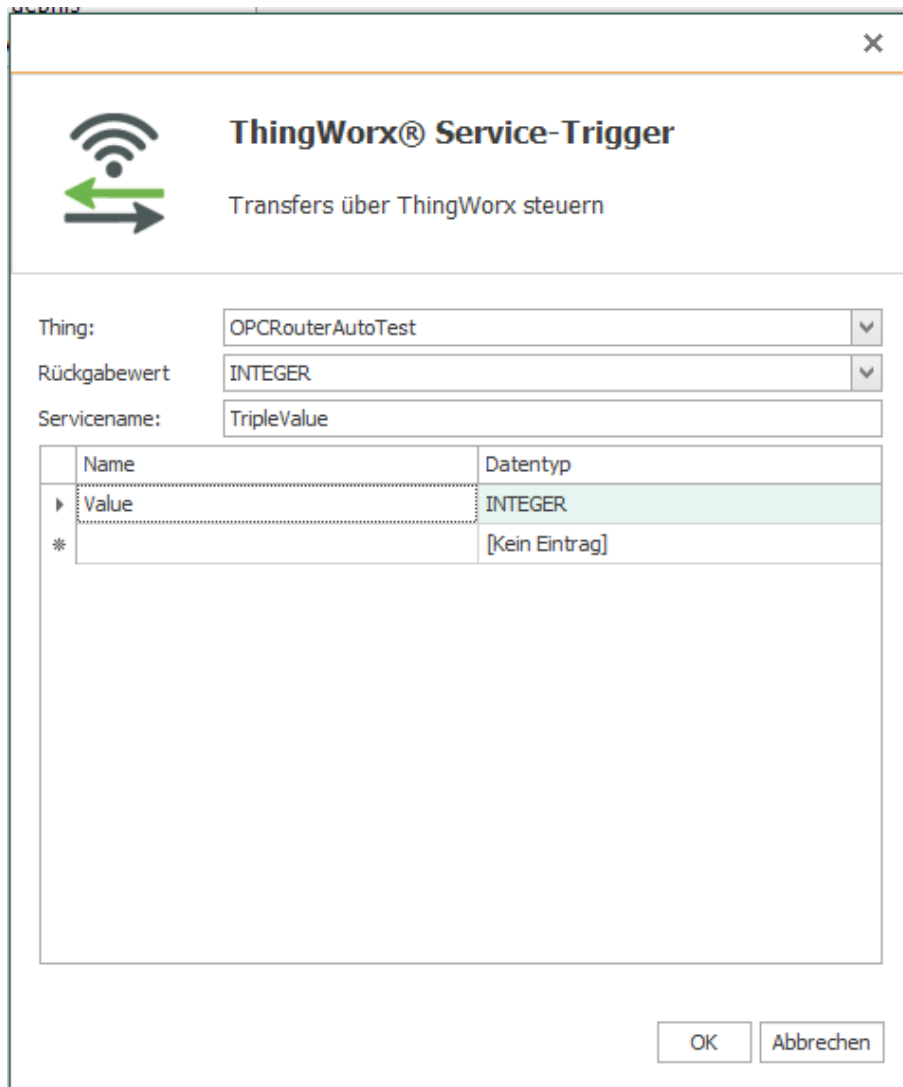 ThingWorx® Service-Trigger
Transfers über ThingWorx steuern
Thing: OPCRouterAutoTest
Rückgabewert INTEGER
Servicename: TripleValue
Name Datentyp
Value INTEGER
[Kein Eintrag]
OK Abbrechen